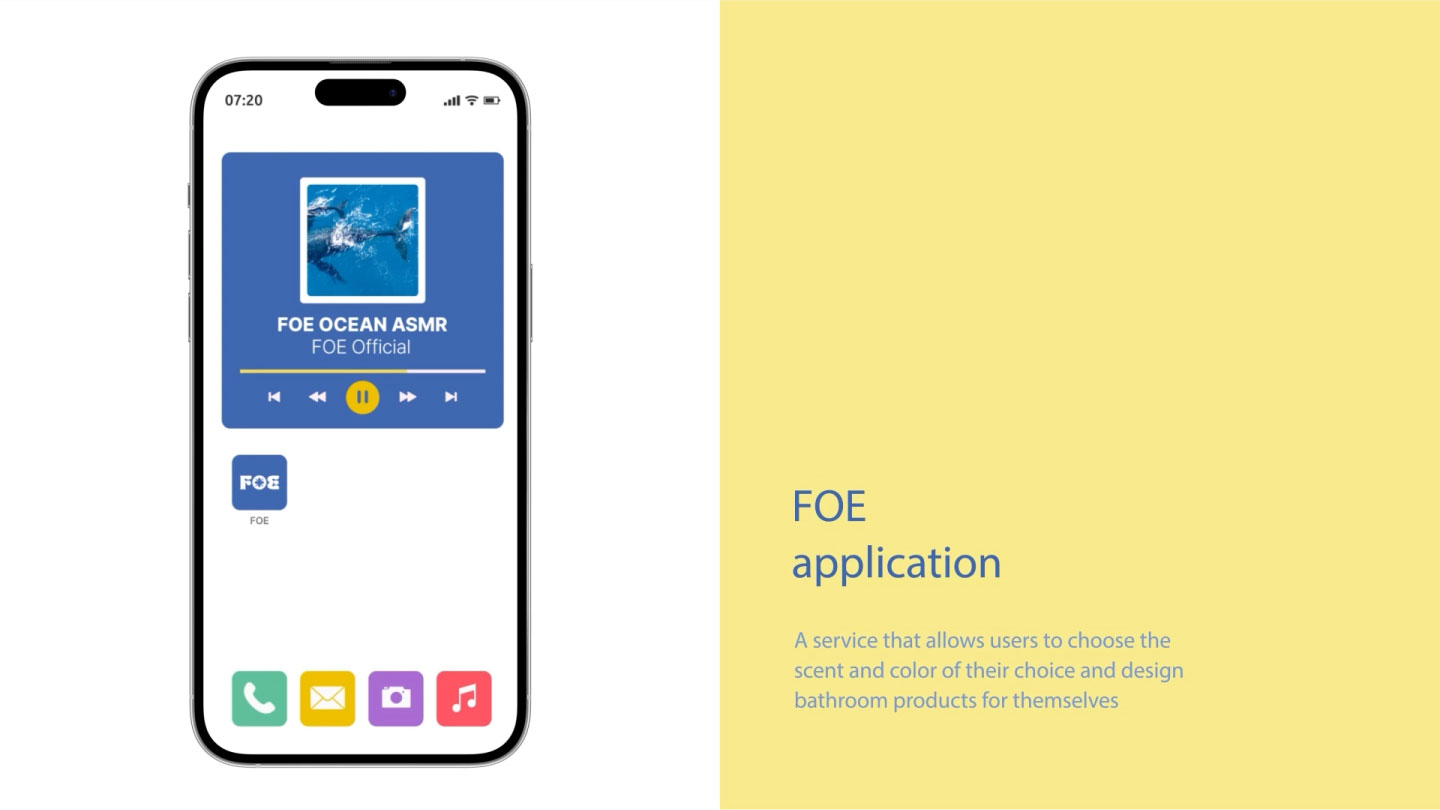 07:20
FOE OCEAN ASMR
FOE Official
FOE
FOE
FOE
application
A service that allows users to choose the
scent and color of their choice and design
bathroom products for themselves